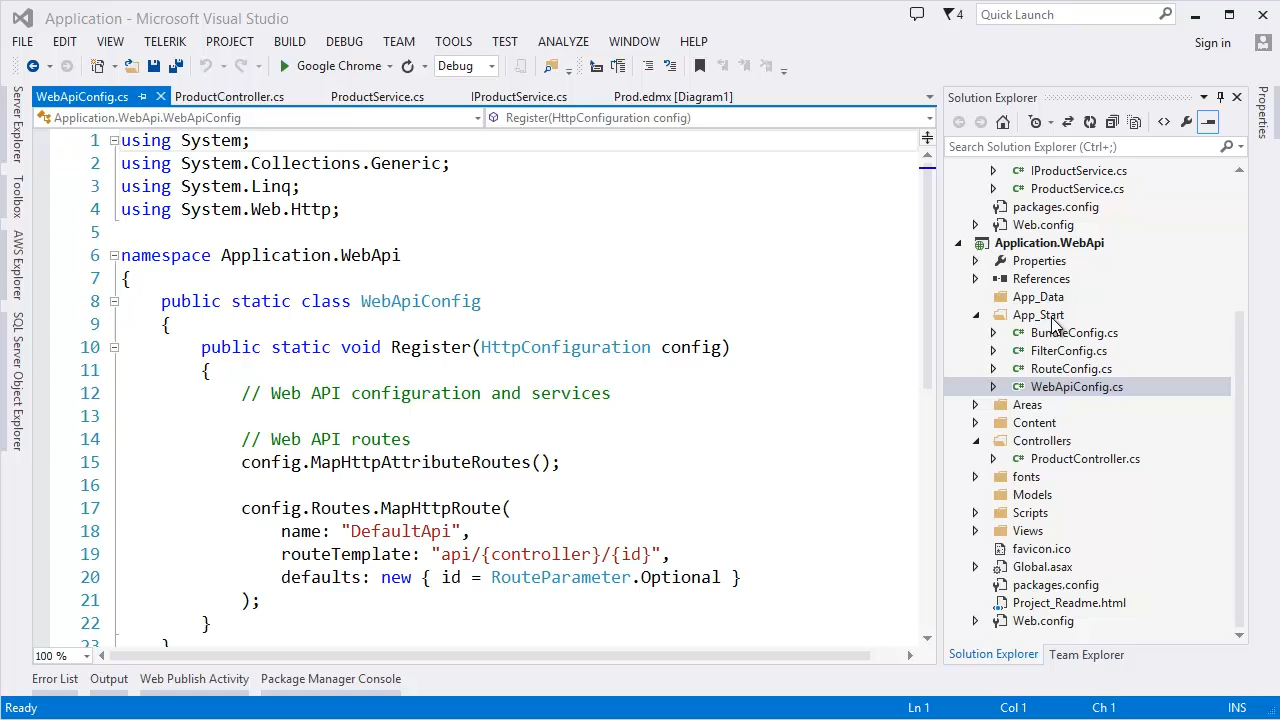 Application - Microsoft Visual Studio
4
Quick Launch
FILE EDIT VIEW TELERIK PROJECT BUILD DEBUG TEAM TOOLS TEST ANALYZE WINDOW HELP
Sign in
Google Chrome
Debug
WebApiConfig.cs ProductController.cs ProductService.cs IProductService.cs Prod.edmx [Diagram1]
Application.WebApi.WebApiConfig
Register(HttpConfiguration config)
Server Explorer
Toolbox
AWS Explorer
SQL Server Object Explorer
1 using System;
2 using System.Collections.Generic;
3 using System.Linq;
4 using System.Web.Http;
5
6 namespace Application.WebApi
7 {
8 public static class WebApiConfig
9 {
10 public static void Register(HttpConfiguration config)
11 {
12 // Web API configuration and services
13
14 // Web API routes
15 config.MapHttpAttributeRoutes();
16
17 config.Routes.MapHttpRoute(
18 name: "DefaultApi",
19 routeTemplate: "api/{controller}/{id}",
20 defaults: new { id = RouteParameter.Optional }
21 );
22 }
23 }
100 %
Solution Explorer
Search Solution Explorer (Ctrl+;)
IProductService.cs
ProductService.cs
packages.config
Web.config
Application.WebApi
Properties
References
App_Data
App_Start
BundleConfig.cs
FilterConfig.cs
RouteConfig.cs
WebApiConfig.cs
Areas
Content
Controllers
ProductController.cs
fonts
Models
Scripts
Views
favicon.ico
Global.asax
packages.config
Project_Readme.html
Web.config
Solution Explorer Team Explorer
Properties
Error List Output Web Publish Activity Package Manager Console
Ready Ln 1 Col 1 Ch 1 INS